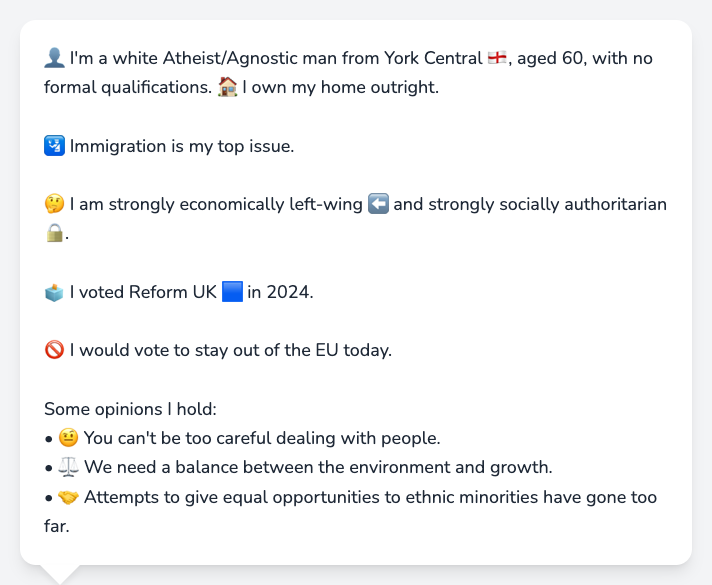 👤 I'm a white Atheist/Agnostic man from York Central 🏴󠁧󠁢󠁥󠁮󠁧󠁿, aged 60, with no
formal qualifications. 🏠 I own my home outright.
🛂 Immigration is my top issue.
🤔 I am strongly economically left-wing ⬅️ and strongly socially authoritarian
🔒.
🗳️ I voted Reform UK 🟦 in 2024.
🚫 I would vote to stay out of the EU today.
Some opinions I hold:
• 🤨 You can't be too careful dealing with people.
• ⚖️ We need a balance between the environment and growth.
• 🤝 Attempts to give equal opportunities to ethnic minorities have gone too
far.